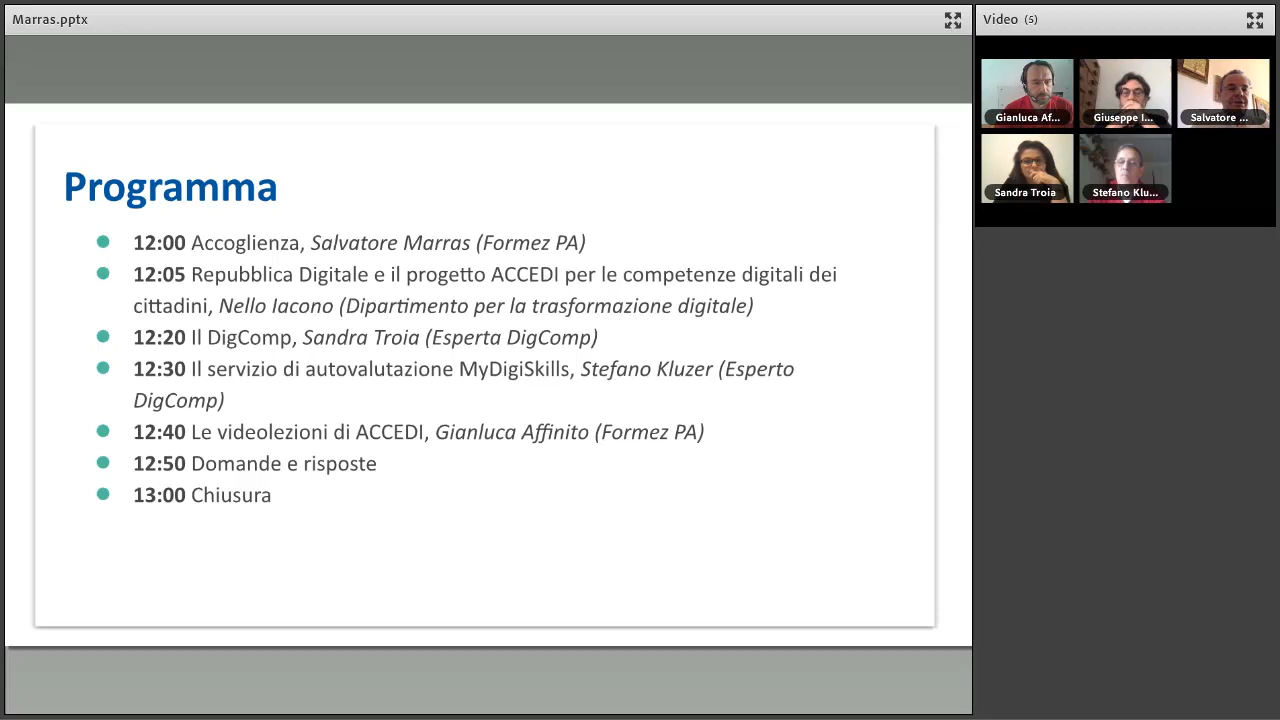 Marras.pptx
Video (5)
Programma
12:00 Accoglienza, Salvatore Marras (Formez PA)
12:05 Repubblica Digitale e il progetto ACCEDI per le competenze digitali dei
cittadini, Nello Iacono (Dipartimento per la trasformazione digitale)
12:20 Il DigComp, Sandra Troia (Esperta DigComp)
12:30 Il servizio di autovalutazione MyDigiSkills, Stefano Kluzer (Esperto
DigComp)
12:40 Le videolezioni di ACCEDI, Gianluca Affinito (Formez PA)
12:50 Domande e risposte
13:00 Chiusura
Gianluca Af...
Giuseppe I...
Salvatore ...
Sandra Troia
Stefano Klu...